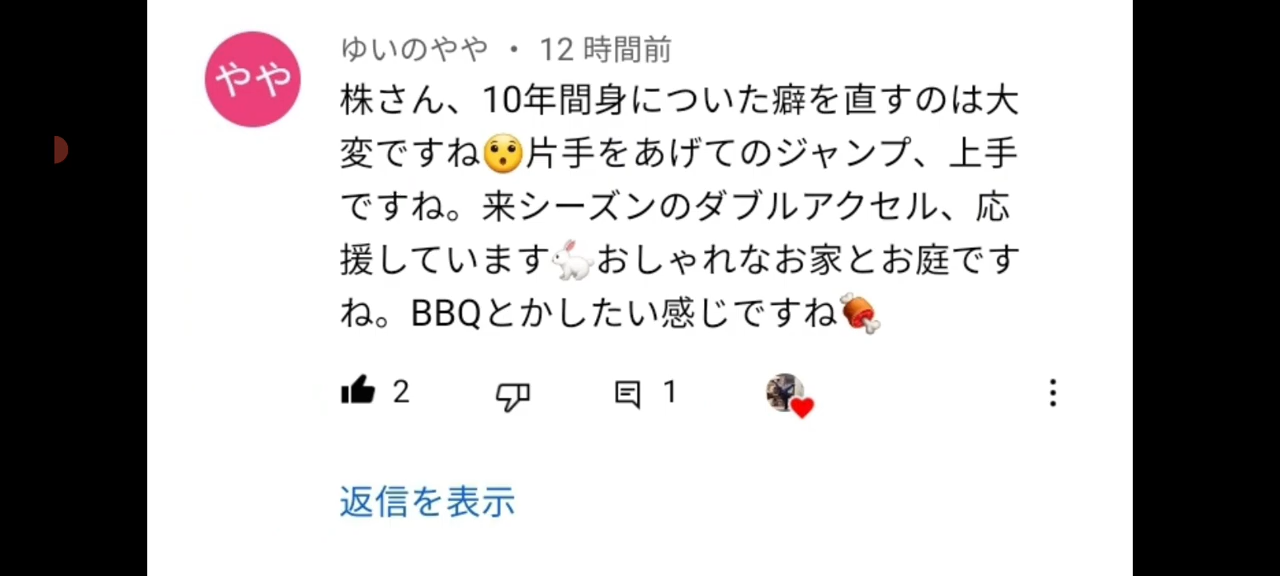 やや
ゆいのやや ・ 12 時間前
株さん、10年間身についた癖を直すのは大
変ですね😯片手をあげてのジャンプ、上手
ですね。来シーズンのダブルアクセル、応
援しています🐇おしゃれなお家とお庭です
ね。BBQとかしたい感じですね🍖
2 1
返信を表示